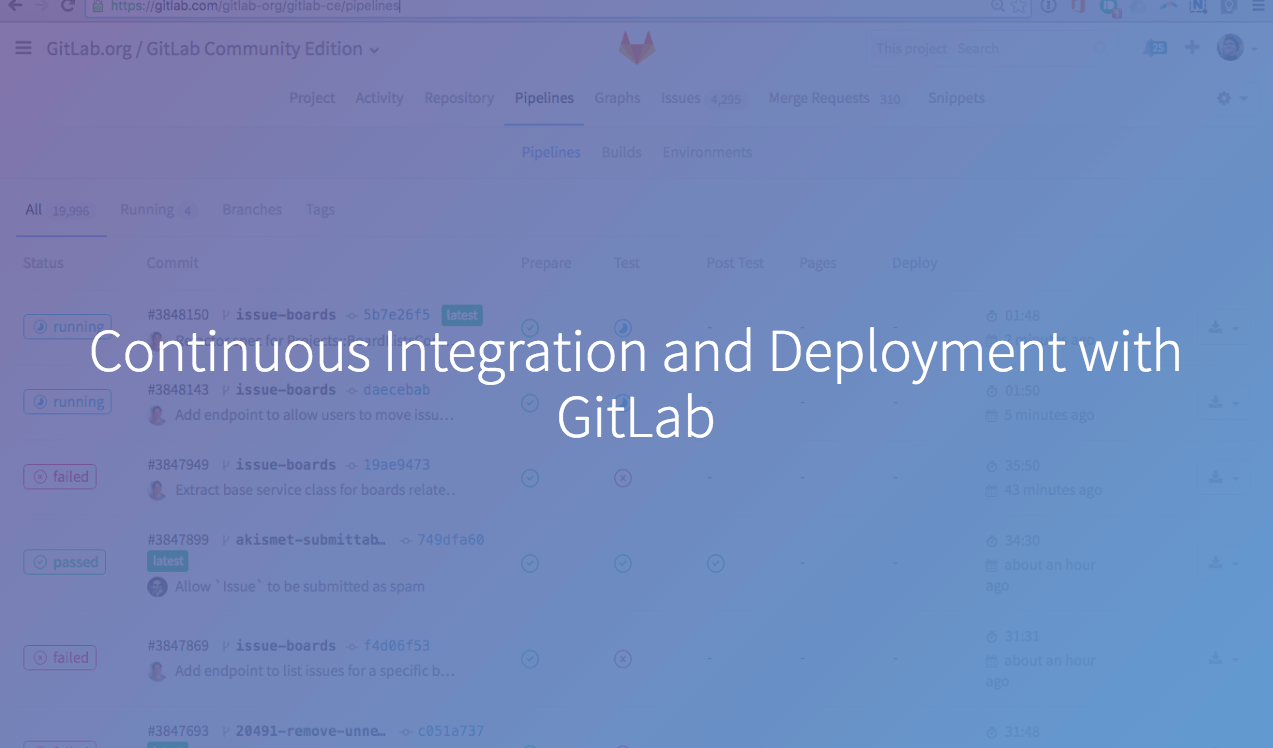 https://gitlab.com/gitlab-org/gitlab-ce/pipelines
GitLab.org / GitLab Community Edition
This project Search
25
Project Activity Repository Pipelines Graphs Issues 4,295 Merge Requests 310 Snippets
Pipelines Builds Environments
All 19,996 Running 4 Branches Tags
Status Commit Prepare Test Post Test Pages Deploy
#3848150 issue-boards 5b7e26f5 latest 01:48
running
Continuous Integration and Deployment with
GitLab
#3848143 issue-boards daecebab 01:50
running Add endpoint to allow users to move issu... 5 minutes ago
#3847949 issue-boards 19ae9473 35:50
failed Extract base service class for boards relate... 43 minutes ago
#3847899 akismet-submittab… 749dfa60 34:30
passed latest about an hour
Allow `Issue` to be submitted as spam ago
#3847869 issue-boards f4d06f53 31:31
failed Add endpoint to list issues for a specific b... about an hour
ago
#3847693 20491-remove-unne… c051a737 31:48